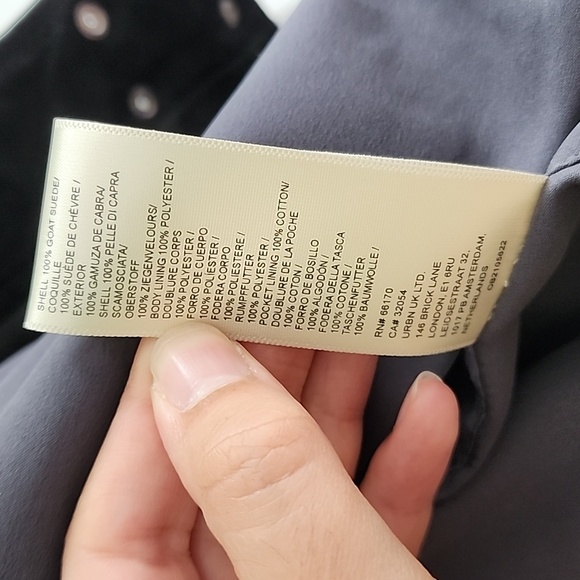 SHELL 100% GOAT SUEDE/
COQUILLE
100% SUÈDE DE CHÈVRE /
EXTERIOR
100% GAMUZA DE CABRA/
SHELL 100% PELLE DI CAPRA
SCAMOSCIATA/
OBERSTOFF
100% ZIEGENVELOURS/
BODY LINING 100% POLYESTER /
DOUBLURE CORPS
100% POLYESTER /
FORRO DE CUERPO
100% POLYESTER /
FODERA CORPO
100% POLIESTERE /
RUMPFFUTTER
100% POLYESTER /
POCKET LINING 100% COTTON/
DOUBLURE DE LA POCHE
100% COTON/
FORRO DE BOLSILLO
100% ALGODÓN /
FODERA DELLA TASCA
100% COTONE/
TASCHENFUTTER
100% BAUMWOLLE /
RN# 66170
CA# 32054
URBN UK LTD.
146 BRICK LANE
LONDON, E1 6RU
LEIDSESTRAAT 32,
1017 PB AMSTERDAM,
NETHERLANDS
GB2105622